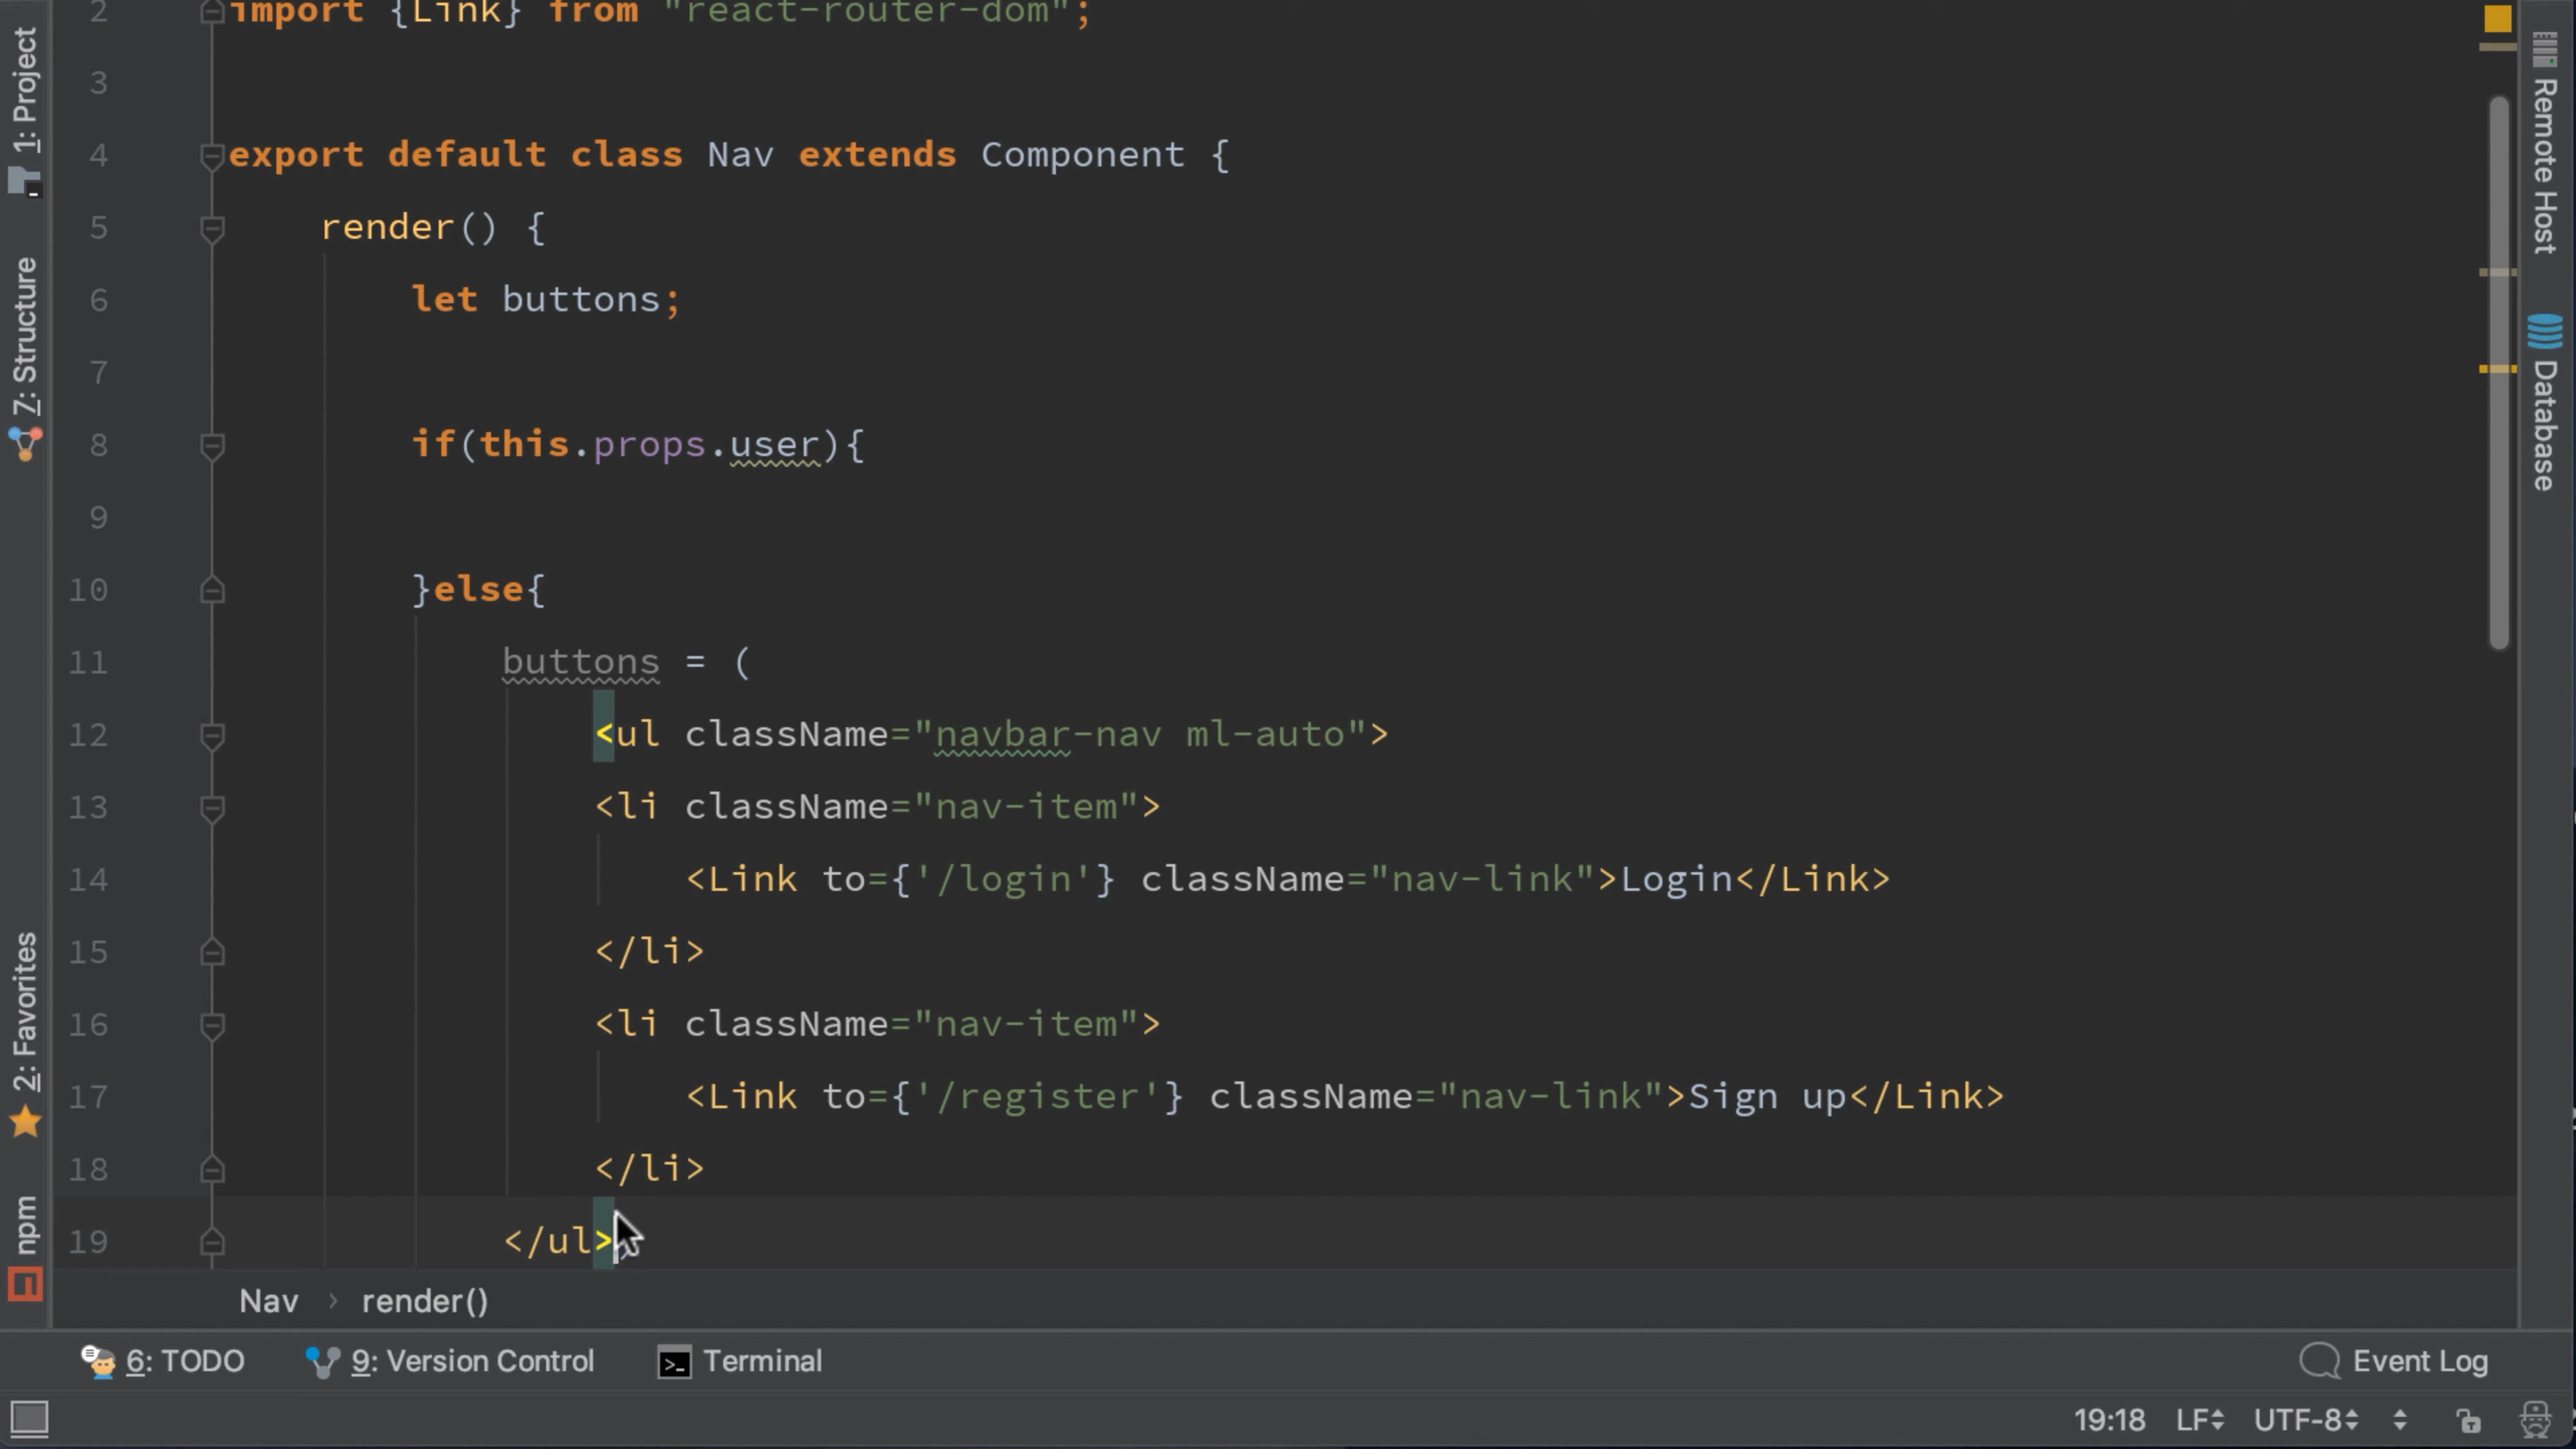 2 import {Link} from "react-router-dom";
3
4 export default class Nav extends Component {
5 render() {
6 let buttons;
7
8 if(this.props.user){
9
10 }else{
11 buttons = (
12 <ul className="navbar-nav ml-auto">
13 <li className="nav-item">
14 <Link to={'/login'} className="nav-link">Login</Link>
15 </li>
16 <li className="nav-item">
17 <Link to={'/register'} className="nav-link">Sign up</Link>
18 </li>
19 </ul>
1: Project
7: Structure
2: Favorites
npm
Remote Host
Database
Nav › render()
6: TODO 9: Version Control Terminal Event Log
19:18 LF UTF-8